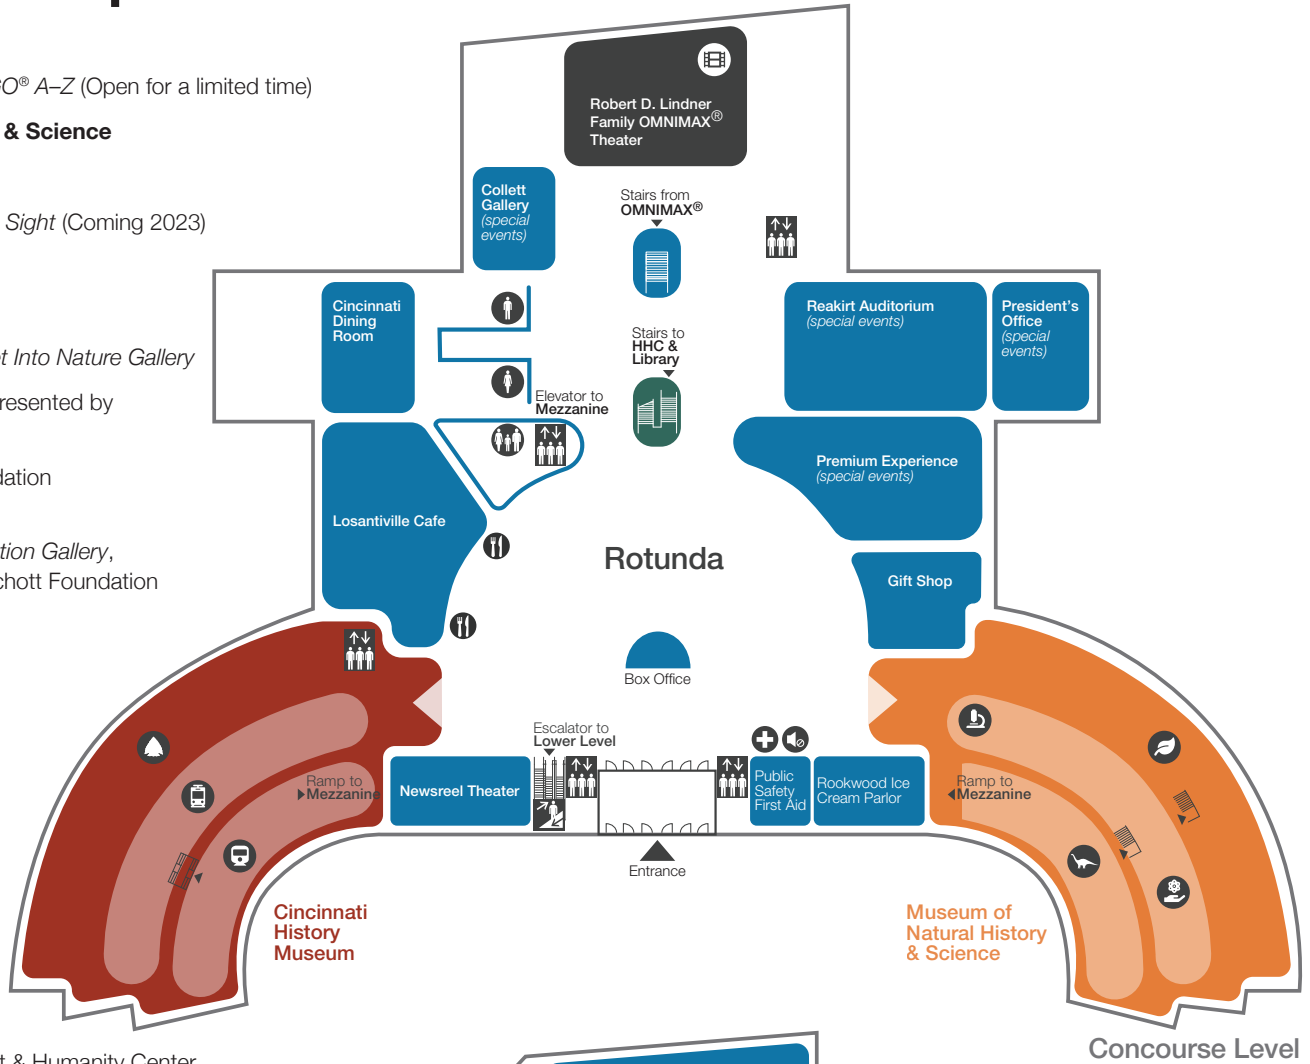 O® A–Z (Open for a limited time)
& Science
Sight (Coming 2023)
t Into Nature Gallery
resented by
dation
tion Gallery,
chott Foundation
Robert D. Lindner
Family OMNIMAX®
Theater
Collett
Gallery
(special
events)
Stairs from
OMNIMAX®
Cincinnati
Dining
Room
Reakirt Auditorium
(special events)
President's
Office
(special
events)
Stairs to
HHC &
Library
Elevator to
Mezzanine
Premium Experience
(special events)
Losantiville Cafe
Rotunda
Gift Shop
Box Office
Escalator to
Lower Level
Ramp to
Mezzanine
Newsreel Theater
Public
Safety
First Aid
Rookwood Ice
Cream Parlor
Ramp to
Mezzanine
Entrance
Cincinnati
History
Museum
Museum of
Natural History
& Science
Concourse Level
t & Humanity Center